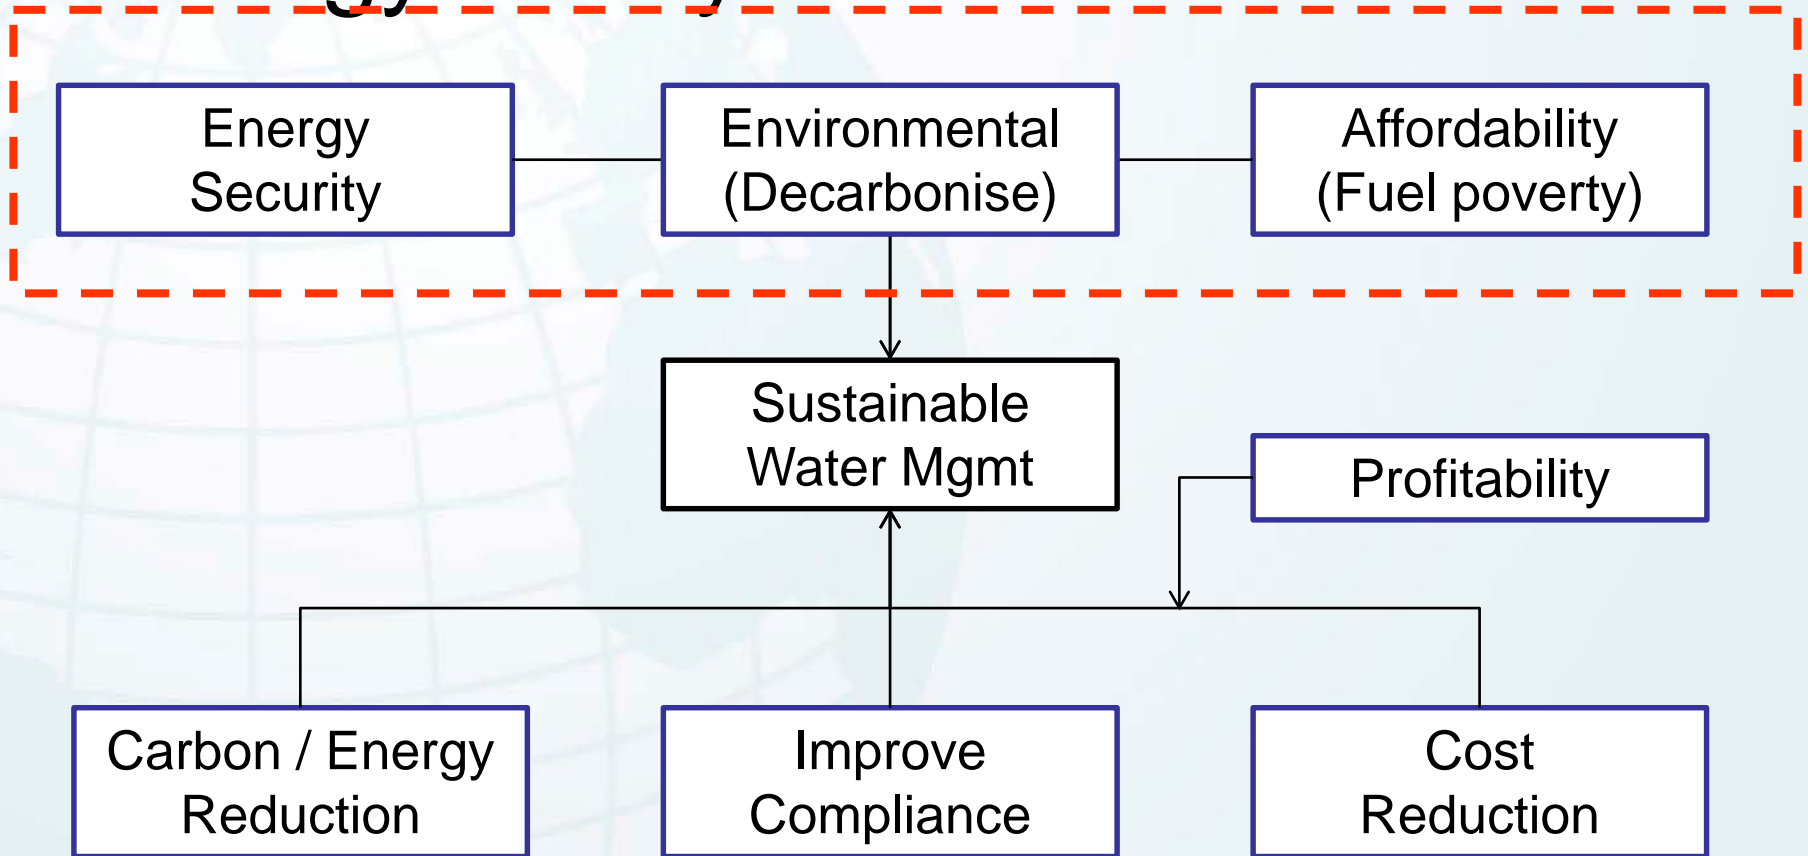 Energy
Security
Environmental
(Decarbonise)
Affordability
(Fuel poverty)
Sustainable
Water Mgmt
Profitability
Carbon / Energy
Reduction
Improve
Compliance
Cost
Reduction